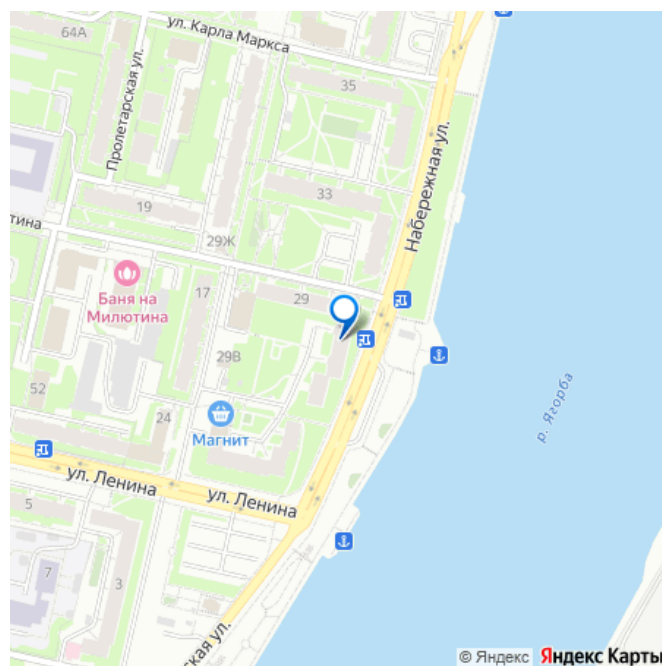 64А
ул. Карла Маркса
Пролетарская ул.
35
Набережная ул.
33
19
тина
29Ж
17
29
Баня на
Милютина
29В
52
24
Магнит
ул. Ленина
ул. Ленина
р. Ягорба
5
7
3
ская ул.
© Яндекс Яндекс Карты